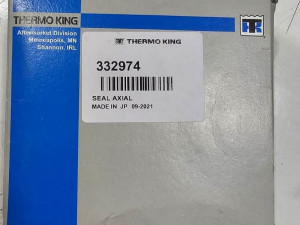 THERMO KING
Aftermarket Division
Minneapolis, MN
Shannon, IRL
THERMO KING
332974
SEAL AXIAL
MADE IN JP 09-2021